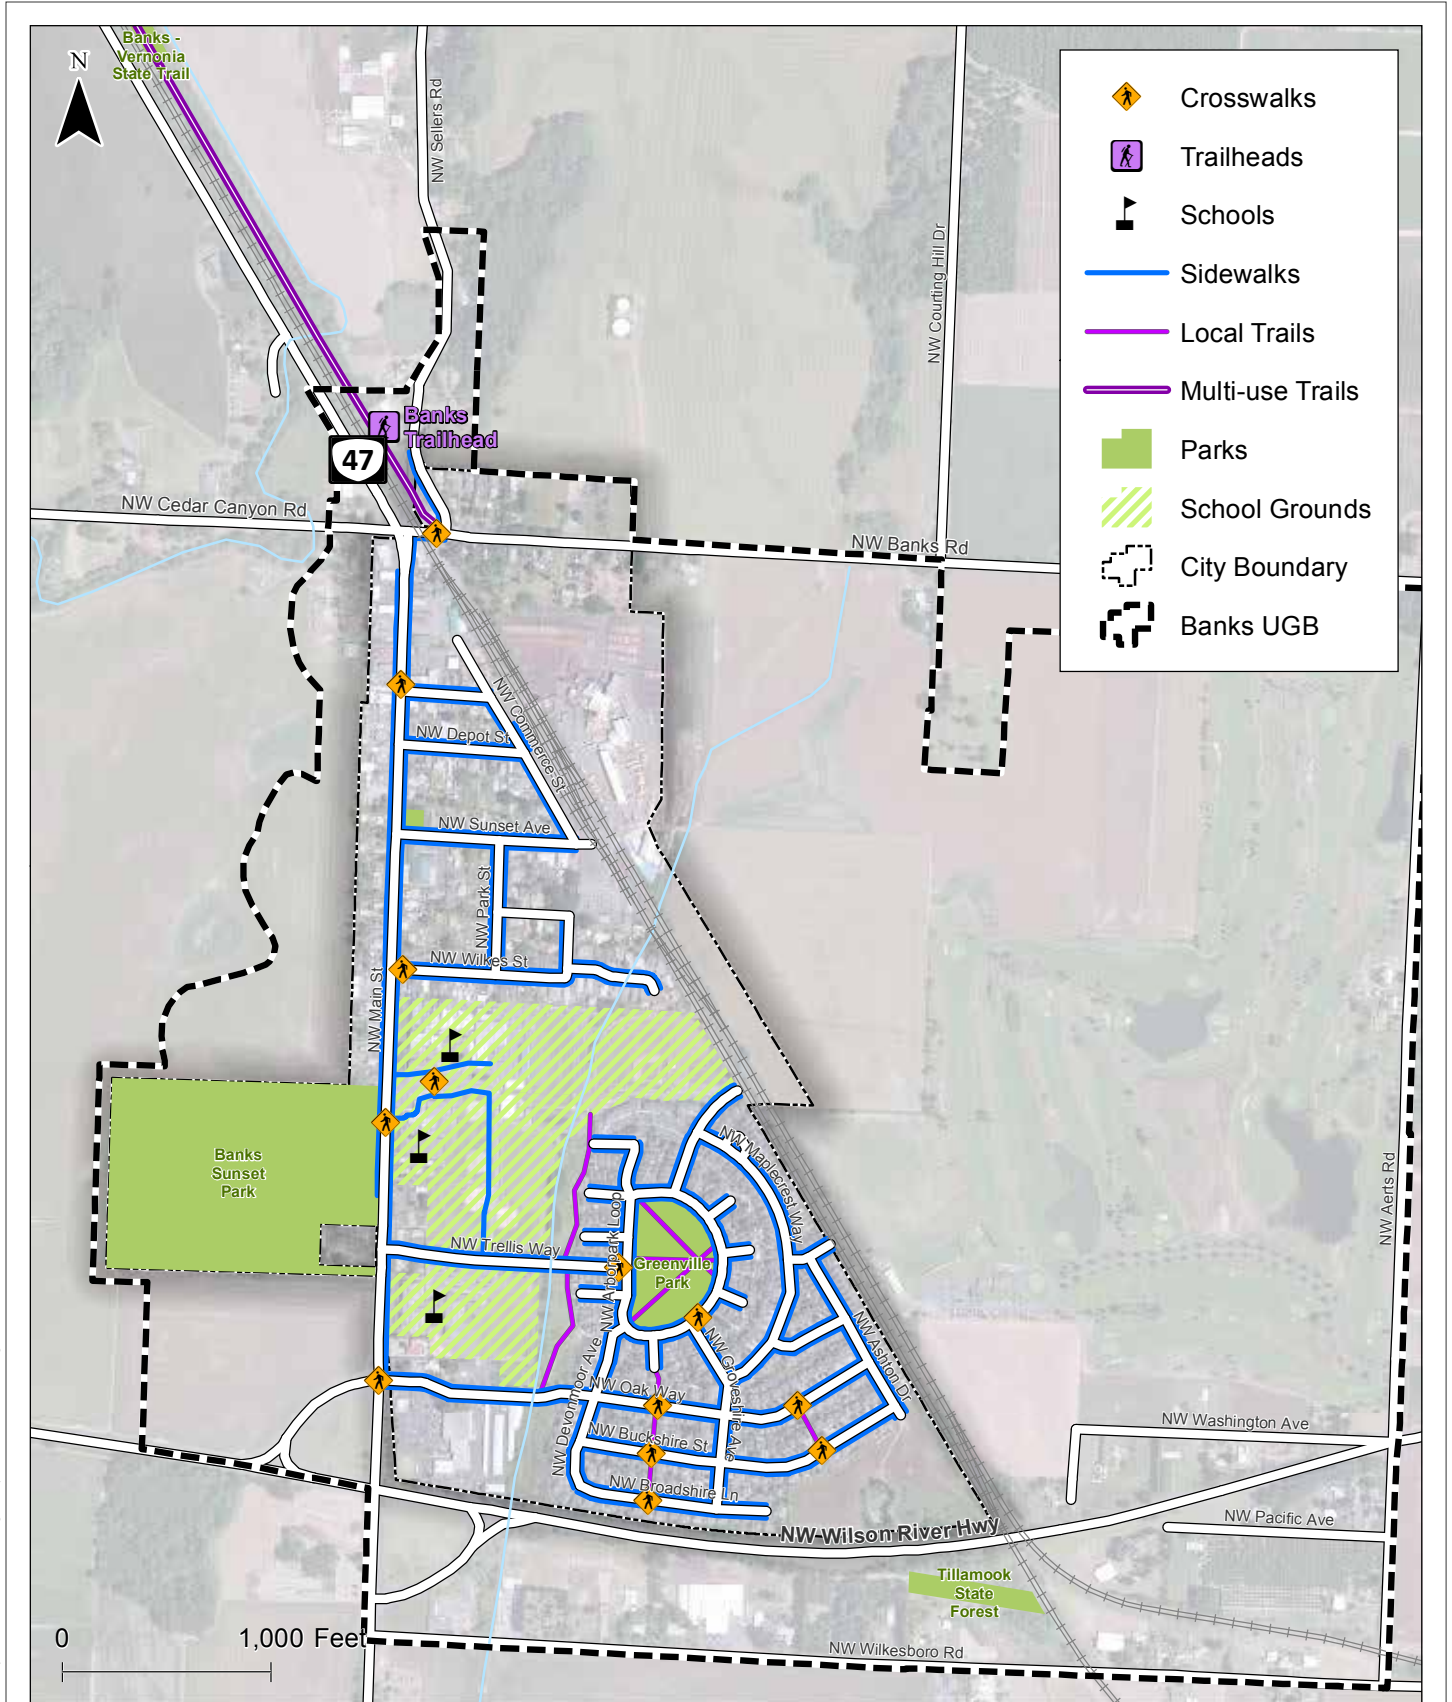 Banks -
Vernonia
State Trail
N
NW Sellers Rd
NW Courting Hill Dr
Crosswalks
Trailheads
Schools
Sidewalks
Local Trails
Multi-use Trails
Parks
School Grounds
City Boundary
Banks UGB
Banks
Trailhead
47
NW Cedar Canyon Rd
NW Banks Rd
NW Commerce St
NW Depot St
NW Sunset Ave
NW Park St
NW Wilkes St
NW Main St
Banks
Sunset
Park
NW Maplecrest Way
NW Aerts Rd
NW Trellis Way
NW Arborpark Loop
Greenville
Park
NW Ashton Dr
NW Groveshire Ave
NW Devonmoor Ave
NW Oak Way
NW Buckshire St
NW Broadshire Ln
NW Washington Ave
NW Pacific Ave
NW Wilson River Hwy
Tillamook
State
Forest
0 1,000 Feet
NW Wilkesboro Rd